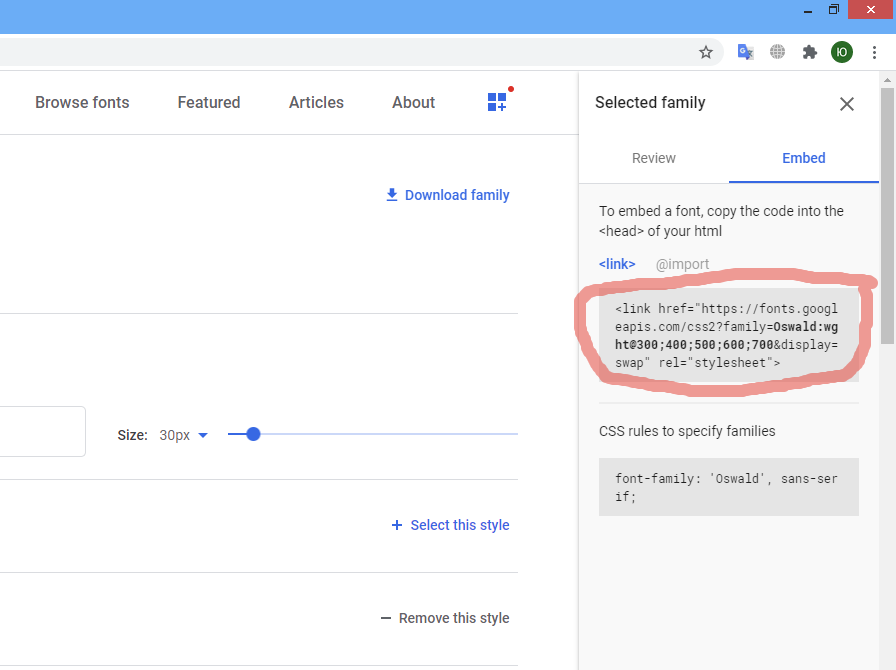 Ю
Browse fonts
Featured
Articles
About
Download family
Size: 30px
+ Select this style
− Remove this style
Selected family
Review
Embed
To embed a font, copy the code into the
<head> of your html
<link>
@import
<link href="https://fonts.googl
eapis.com/css2?family=Oswald:wg
ht@300;400;500;600;700&display=
swap" rel="stylesheet">
CSS rules to specify families
font-family: 'Oswald', sans-ser
if;